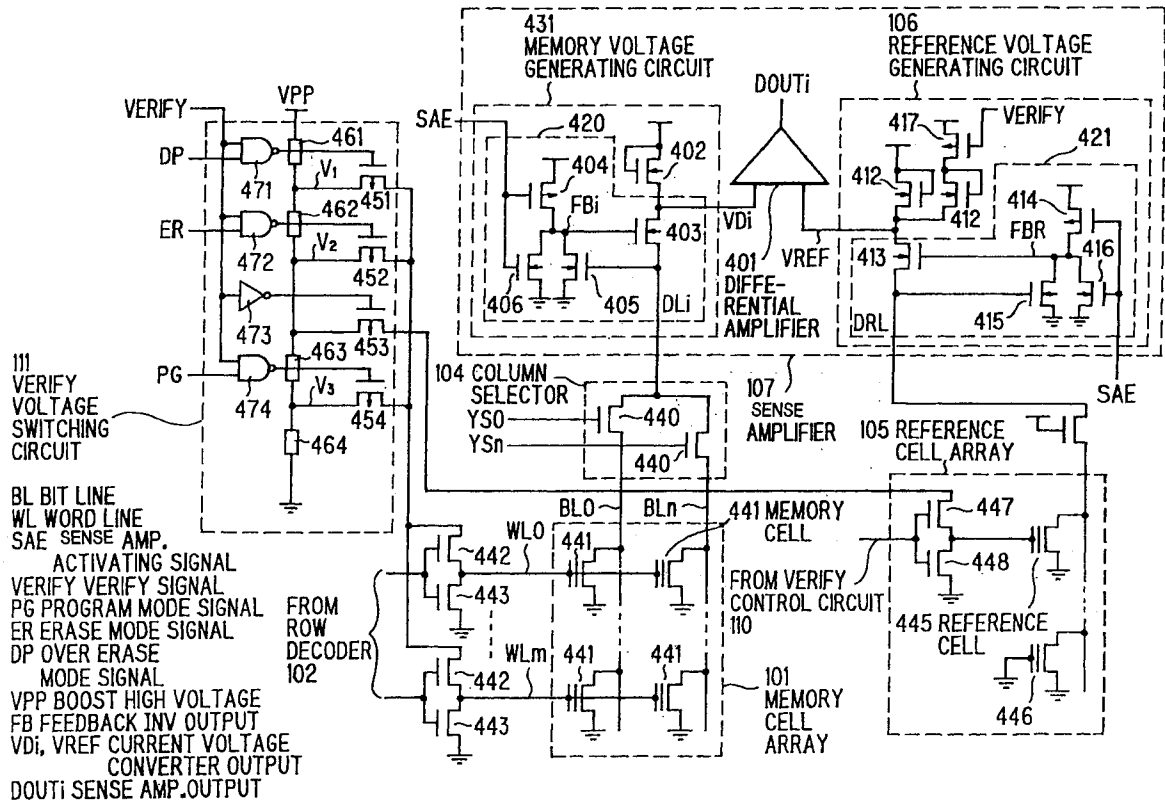 431
MEMORY VOLTAGE
GENERATING CIRCUIT
106
REFERENCE VOLTAGE
GENERATING CIRCUIT
DOUTi
VERIFY
VPP
SAE
420
461
DP
471
V1
451
404
402
417
VERIFY
421
412
412
414
ER
472
462
V2
452
FBi
403
VDi
VREF
413
FBR
416
406
405
DLi
401
DIFFE-
RENTIAL
AMPLIFIER
DRL
415
473
453
463
PG
474
V3
454
464
111
VERIFY
VOLTAGE
SWITCHING
CIRCUIT
104 COLUMN
SELECTOR
YS0
440
YSn
440
107 SENSE
AMPLIFIER
SAE
105 REFERENCE
CELL ARRAY
BL0
BLn
441 MEMORY
CELL
447
448
FROM VERIFY
CONTROL CIRCUIT
110
445 REFERENCE
CELL
446
442
WL0
441
443
FROM
ROW
DECODER
102
442
WLm
441
441
443
101
MEMORY
CELL
ARRAY
BL BIT LINE
WL WORD LINE
SAE SENSE AMP.
ACTIVATING SIGNAL
VERIFY VERIFY SIGNAL
PG PROGRAM MODE SIGNAL
ER ERASE MODE SIGNAL
DP OVER ERASE
MODE SIGNAL
VPP BOOST HIGH VOLTAGE
FB FEEDBACK INV OUTPUT
VDi, VREF CURRENT VOLTAGE
CONVERTER OUTPUT
DOUTi SENSE AMP.OUTPUT